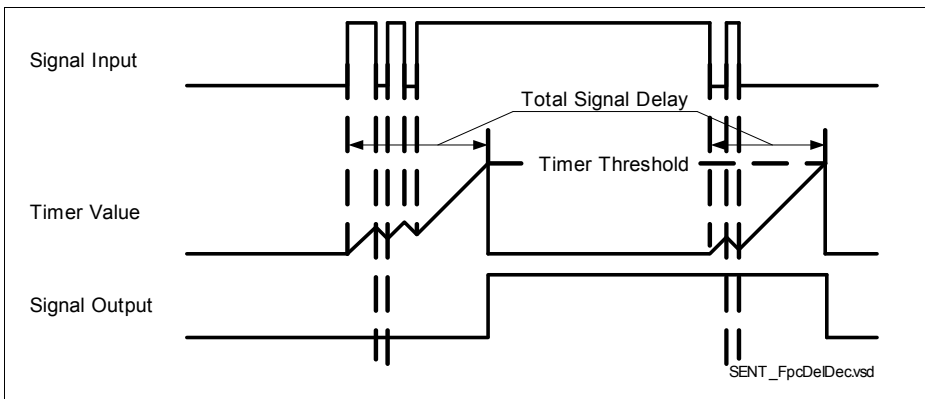 Signal Input
Total Signal Delay
Timer Threshold
Timer Value
Signal Output
SENT_FpcDelDec.vsd